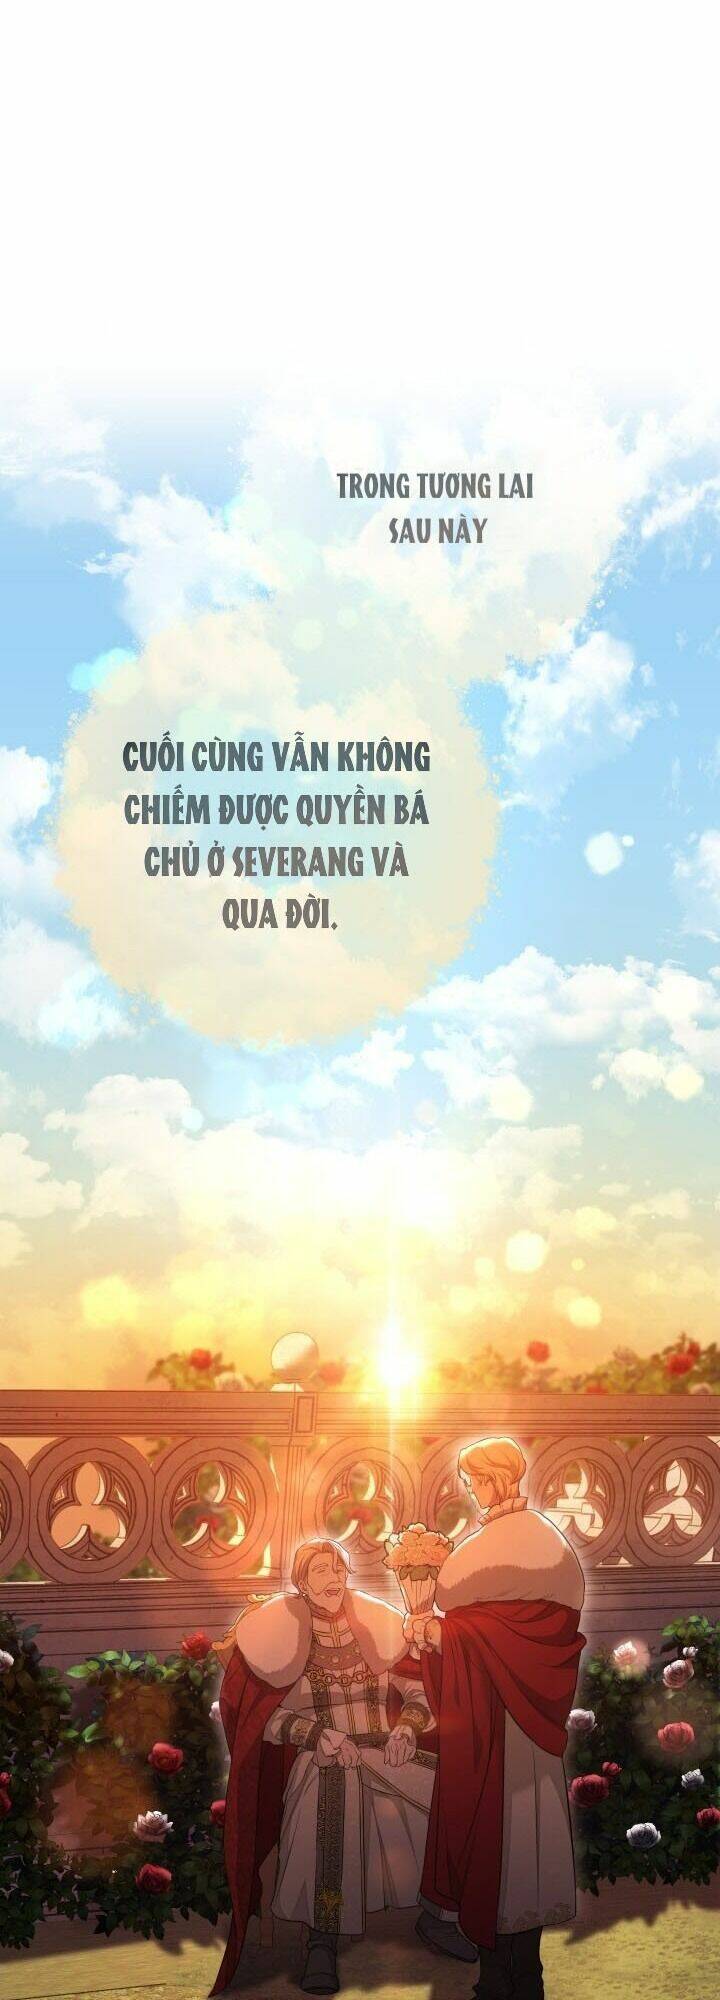 TRONG TƯƠNG LAI
SAU NÀY
CUỐI CÙNG VẪN KHÔNG
CHIẾM ĐƯỢC QUYỀN BÁ
CHỦ Ở SEVERANG VÀ
QUA ĐỜI.